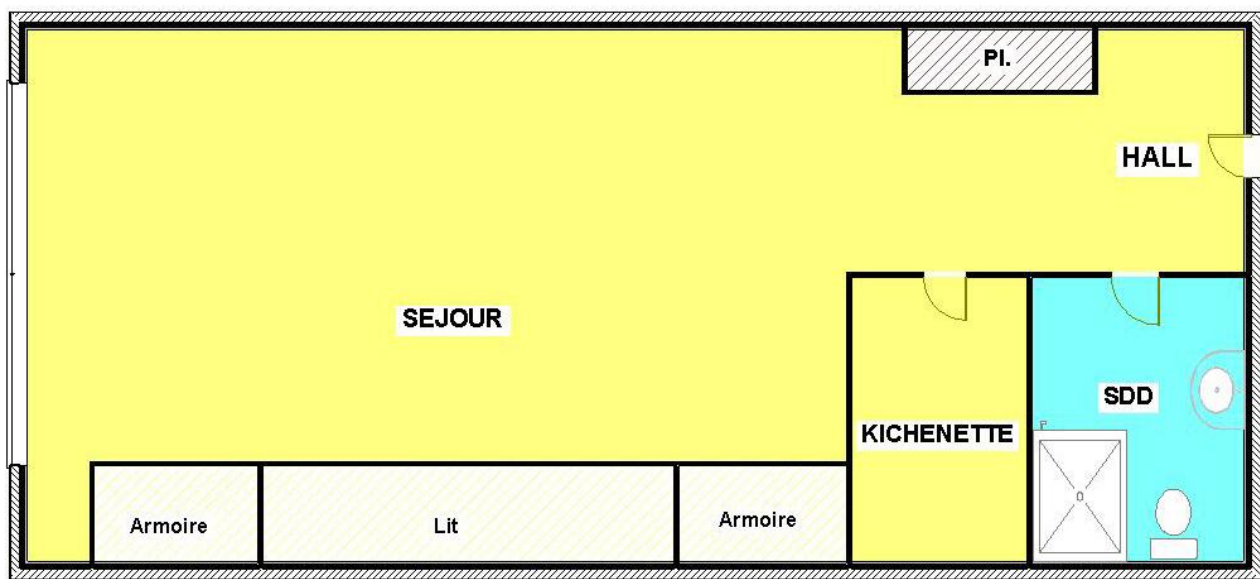 Pl.
HALL
SEJOUR
SDD
KICHENETTE
Armoire
Lit
Armoire